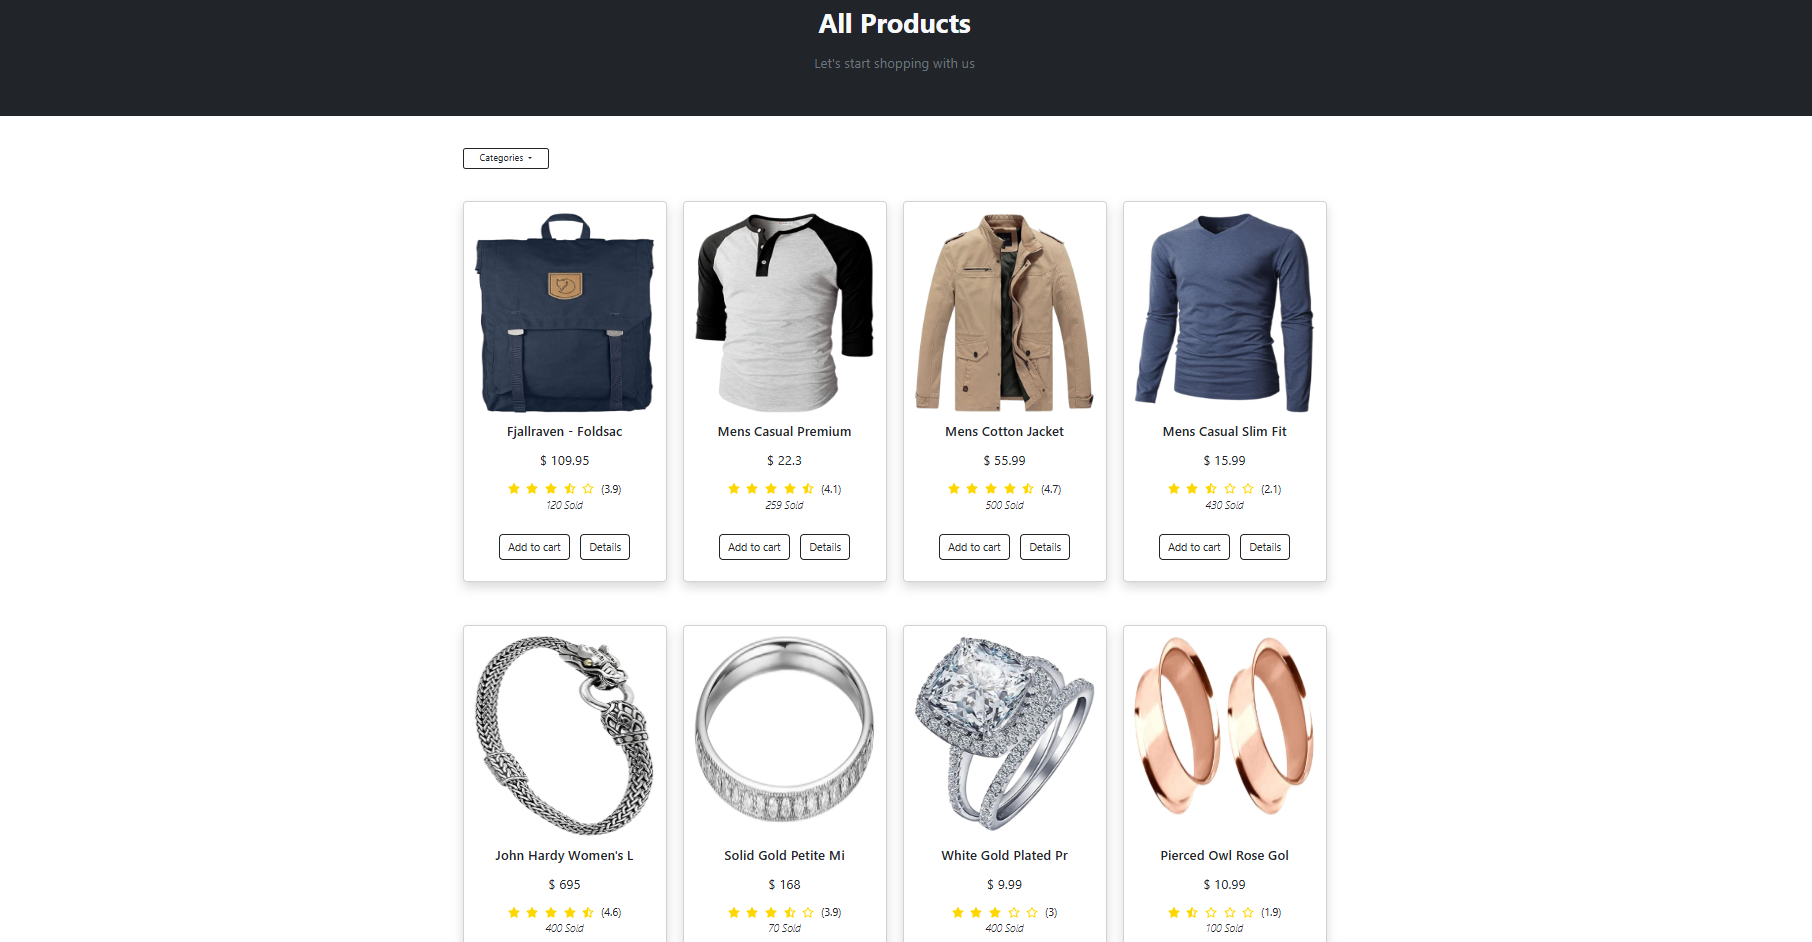 All Products
Let's start shopping with us
Categories
Fjallraven - Foldsac
$ 109.95
(3.9)
120 Sold
Add to cart Details
Mens Casual Premium
$ 22.3
(4.1)
259 Sold
Add to cart Details
Mens Cotton Jacket
$ 55.99
(4.7)
500 Sold
Add to cart Details
Mens Casual Slim Fit
$ 15.99
(2.1)
430 Sold
Add to cart Details
John Hardy Women's L
$ 695
(4.6)
400 Sold
Solid Gold Petite Mi
$ 168
(3.9)
70 Sold
White Gold Plated Pr
$ 9.99
(3)
400 Sold
Pierced Owl Rose Gol
$ 10.99
(1.9)
100 Sold